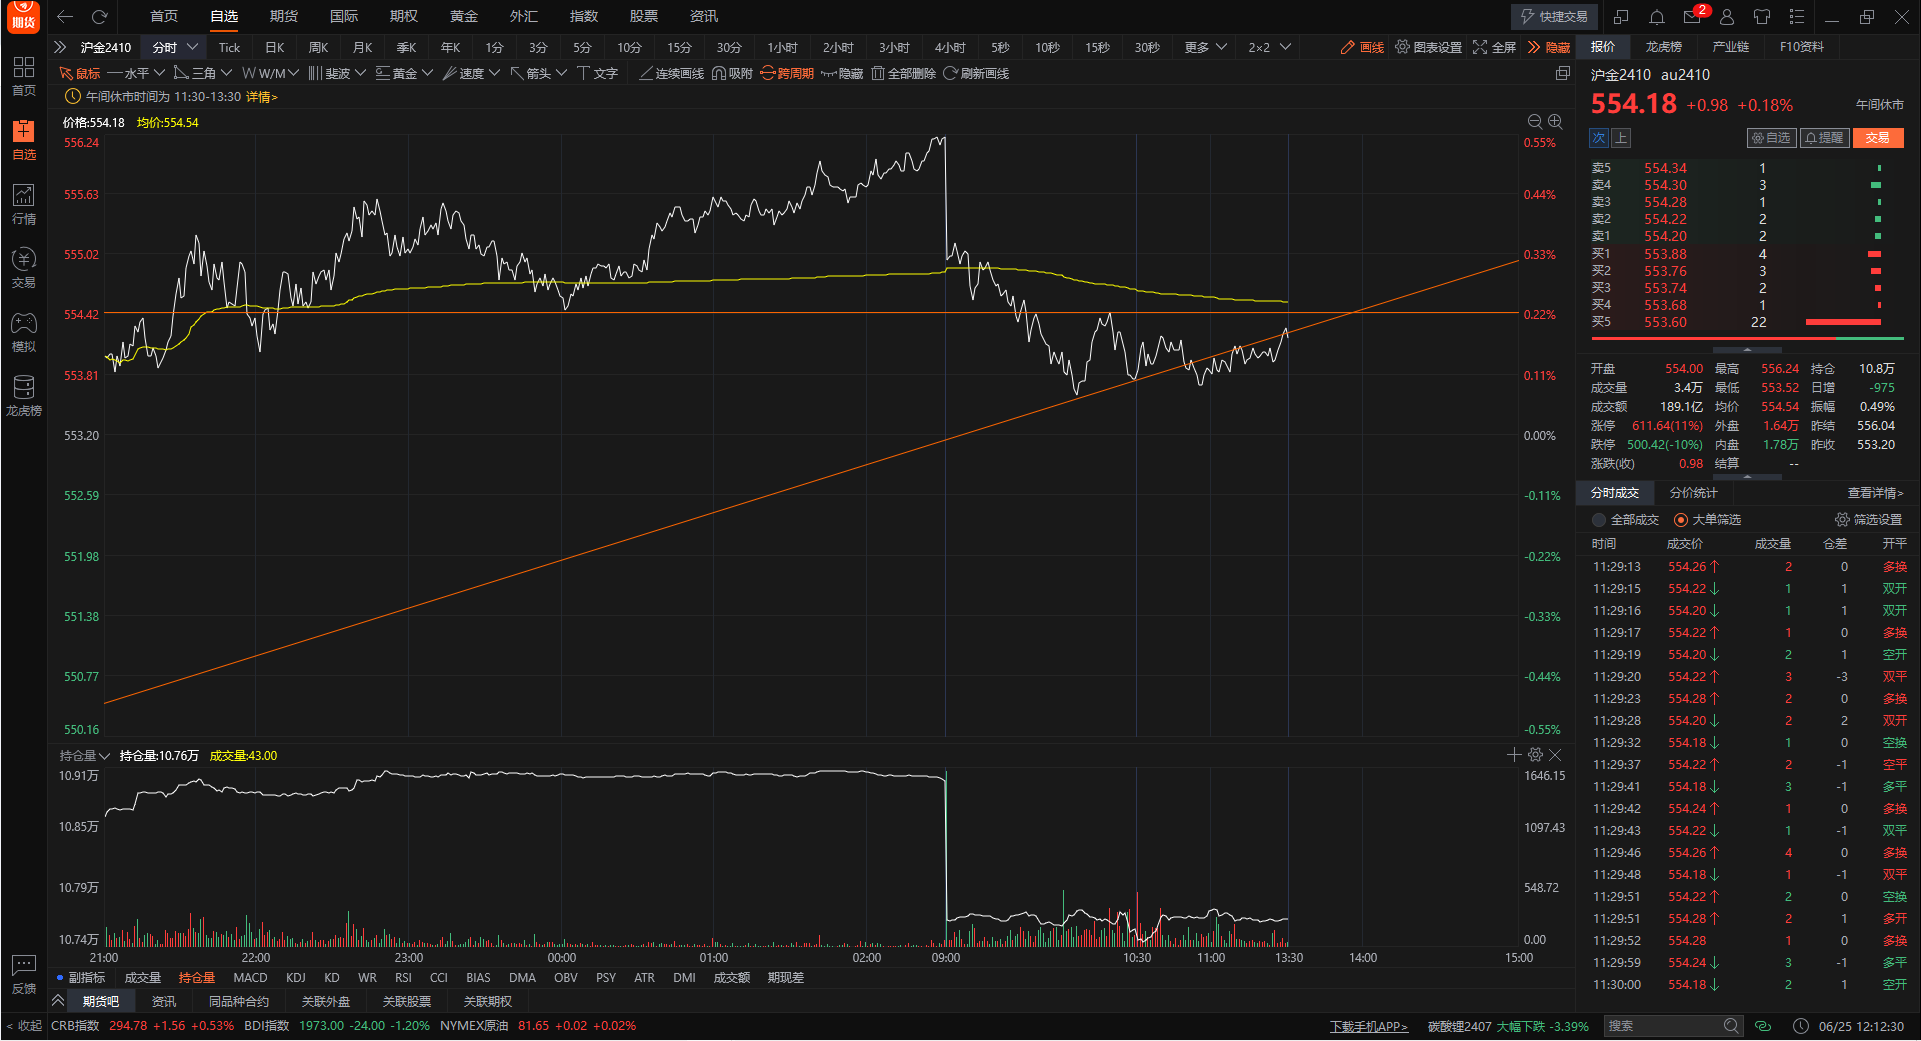 期货 首页 自选 期货 国际 期权 黄金 外汇 指数 股票 资讯 快捷交易 2
沪金2410 分时 Tick 日K 周K 月K 季K 年K 1分 3分 5分 10分 15分 30分 1小时 2小时 3小时 4小时 5秒 10秒 15秒 30秒 更多 2×2 画线 图表设置 全屏 隐藏
鼠标 水平 三角 W/M 斐波 黄金 速度 箭头 文字 连续画线 吸附 跨周期 隐藏 全部删除 刷新画线
午间休市时间为 11:30-13:30 详情>
价格:554.18 均价:554.54
首页
自选
行情
交易
模拟
龙虎榜
反馈
< 收起
556.24 0.55%
555.63 0.44%
555.02 0.33%
554.42 0.22%
553.81 0.11%
553.20 0.00%
552.59 -0.11%
551.98 -0.22%
551.38 -0.33%
550.77 -0.44%
550.16 -0.55%
持仓量 持仓量:10.76万 成交量:43.00
10.91万 1646.15
10.85万 1097.43
10.79万 548.72
10.74万 0.00
21:00 22:00 23:00 00:00 01:00 02:00 09:00 10:30 11:00 13:30 14:00 15:00
副指标 成交量 持仓量 MACD KDJ KD WR RSI CCI BIAS DMA OBV PSY ATR DMI 成交额 期现差
期货吧 资讯 同品种合约 关联外盘 关联股票 关联期权
报价 龙虎榜 产业链 F10资料
沪金2410 au2410
554.18 +0.98 +0.18% 午间休市
次 上 自选 提醒 交易
卖5 554.34 1
卖4 554.30 3
卖3 554.28 1
卖2 554.22 2
卖1 554.20 2
买1 553.88 4
买2 553.76 3
买3 553.74 2
买4 553.68 1
买5 553.60 22
开盘 554.00 最高 556.24 持仓 10.8万
成交量 3.4万 最低 553.52 日增 -975
成交额 189.1亿 均价 554.54 振幅 0.49%
涨停 611.64(11%) 外盘 1.64万 昨结 556.04
跌停 500.42(-10%) 内盘 1.78万 昨收 553.20
涨跌(收) 0.98 结算 --
分时成交 分价统计 查看详情>
全部成交 大单筛选 筛选设置
时间 成交价 成交量 仓差 开平
11:29:13 554.26↑ 2 0 多换
11:29:15 554.22↓ 1 1 双开
11:29:16 554.20↓ 1 1 双开
11:29:17 554.22↑ 1 0 多换
11:29:19 554.20↓ 2 1 空开
11:29:20 554.22↑ 3 -3 双平
11:29:23 554.28↑ 2 0 多换
11:29:28 554.20↓ 2 2 双开
11:29:32 554.18↓ 1 0 空换
11:29:37 554.22↑ 2 -1 空平
11:29:41 554.18↓ 3 -1 多平
11:29:42 554.24↑ 1 0 多换
11:29:43 554.22↓ 1 -1 双平
11:29:46 554.26↑ 4 0 多换
11:29:48 554.18↓ 1 -1 双平
11:29:51 554.22↑ 2 0 空换
11:29:51 554.28↑ 2 1 多开
11:29:52 554.28 1 0 多换
11:29:59 554.24↓ 3 -1 多平
11:30:00 554.18↓ 2 1 空开
CRB指数 294.78 +1.56 +0.53% BDI指数 1973.00 -24.00 -1.20% NYMEX原油 81.65 +0.02 +0.02% 下载手机APP> 碳酸锂2407 大幅下跌 -3.39% 搜索 06/25 12:12:30